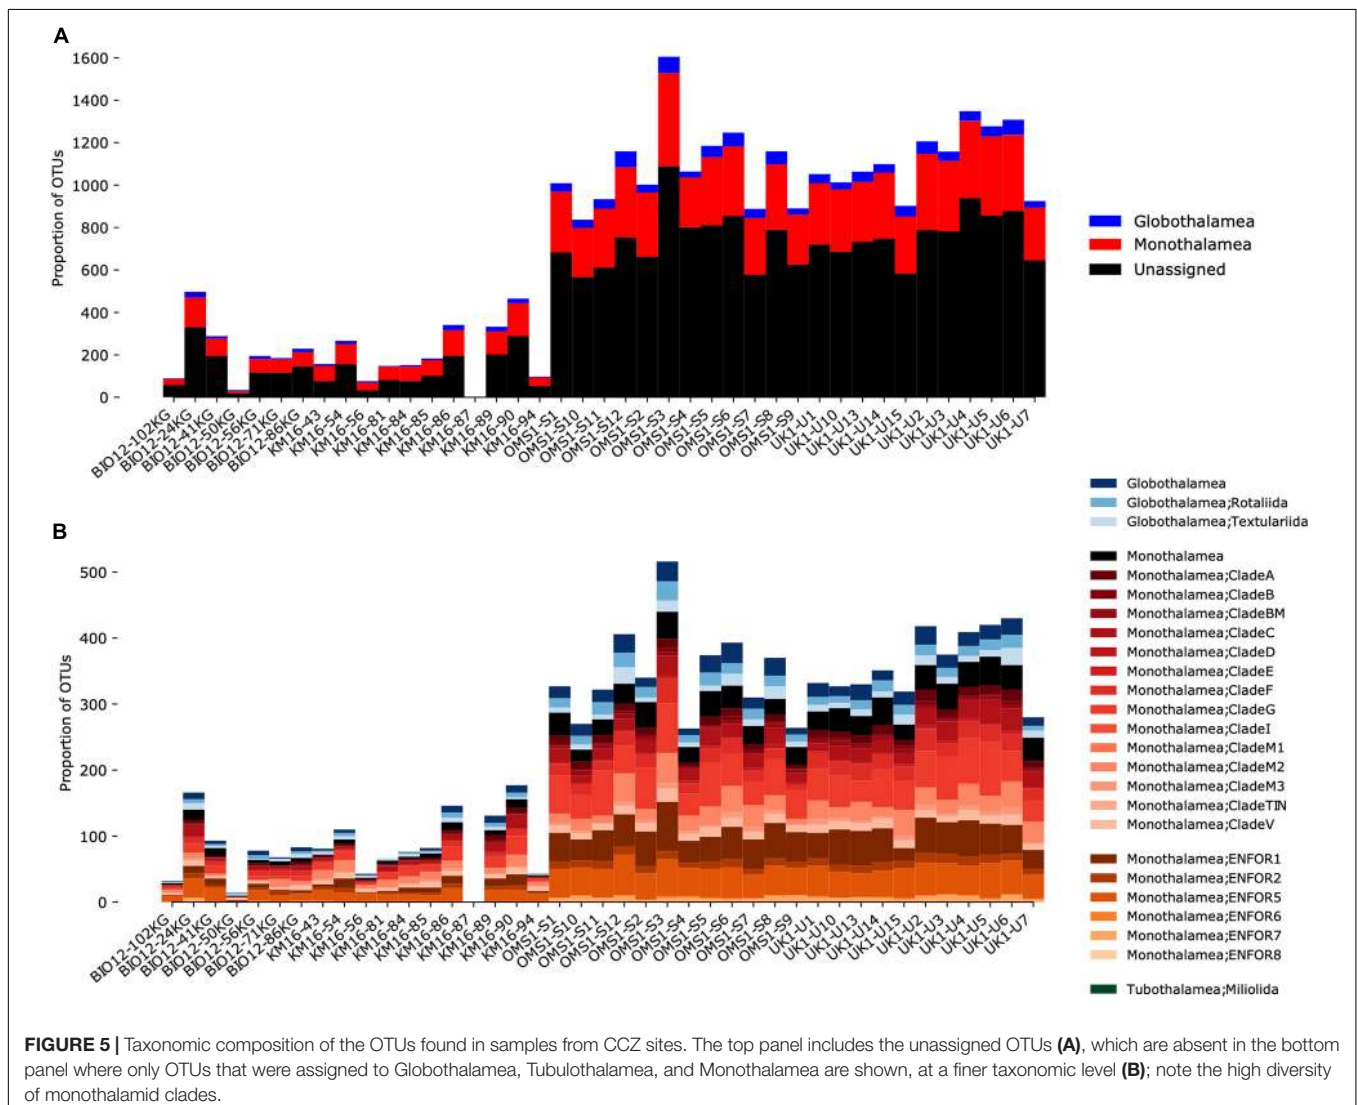 A
1600
1400
1200
1000
800
600
400
200
0
Proportion of OTUs
Globothalamea
Monothalamea
Unassigned
BIO12-102KG
BIO12-24KG
BIO12-41KG
BIO12-50KG
BIO12-56KG
BIO12-71KG
BIO12-86KG
KM16-43
KM16-54
KM16-56
KM16-81
KM16-84
KM16-85
KM16-86
KM16-87
KM16-89
KM16-90
KM16-94
OMS1-S1
OMS1-S10
OMS1-S11
OMS1-S12
OMS1-S2
OMS1-S3
OMS1-S4
OMS1-S5
OMS1-S6
OMS1-S7
OMS1-S8
OMS1-S9
UK1-U1
UK1-U10
UK1-U13
UK1-U14
UK1-U15
UK1-U2
UK1-U3
UK1-U4
UK1-U5
UK1-U6
UK1-U7
B
500
400
300
200
100
0
Proportion of OTUs
Globothalamea
Globothalamea;Rotaliida
Globothalamea;Textulariida
Monothalamea
Monothalamea;CladeA
Monothalamea;CladeB
Monothalamea;CladeBM
Monothalamea;CladeC
Monothalamea;CladeD
Monothalamea;CladeE
Monothalamea;CladeF
Monothalamea;CladeG
Monothalamea;CladeI
Monothalamea;CladeM1
Monothalamea;CladeM2
Monothalamea;CladeM3
Monothalamea;CladeTIN
Monothalamea;CladeV
Monothalamea;ENFOR1
Monothalamea;ENFOR2
Monothalamea;ENFOR5
Monothalamea;ENFOR6
Monothalamea;ENFOR7
Monothalamea;ENFOR8
Tubothalamea;Miliolida
BIO12-102KG
BIO12-24KG
BIO12-41KG
BIO12-50KG
BIO12-56KG
BIO12-71KG
BIO12-86KG
KM16-43
KM16-54
KM16-56
KM16-81
KM16-84
KM16-85
KM16-86
KM16-87
KM16-89
KM16-90
KM16-94
OMS1-S1
OMS1-S10
OMS1-S11
OMS1-S12
OMS1-S2
OMS1-S3
OMS1-S4
OMS1-S5
OMS1-S6
OMS1-S7
OMS1-S8
OMS1-S9
UK1-U1
UK1-U10
UK1-U13
UK1-U14
UK1-U15
UK1-U2
UK1-U3
UK1-U4
UK1-U5
UK1-U6
UK1-U7
FIGURE 5 | Taxonomic composition of the OTUs found in samples from CCZ sites. The top panel includes the unassigned OTUs (A), which are absent in the bottom
panel where only OTUs that were assigned to Globothalamea, Tubulothalamea, and Monothalamea are shown, at a finer taxonomic level (B); note the high diversity
of monothalamid clades.